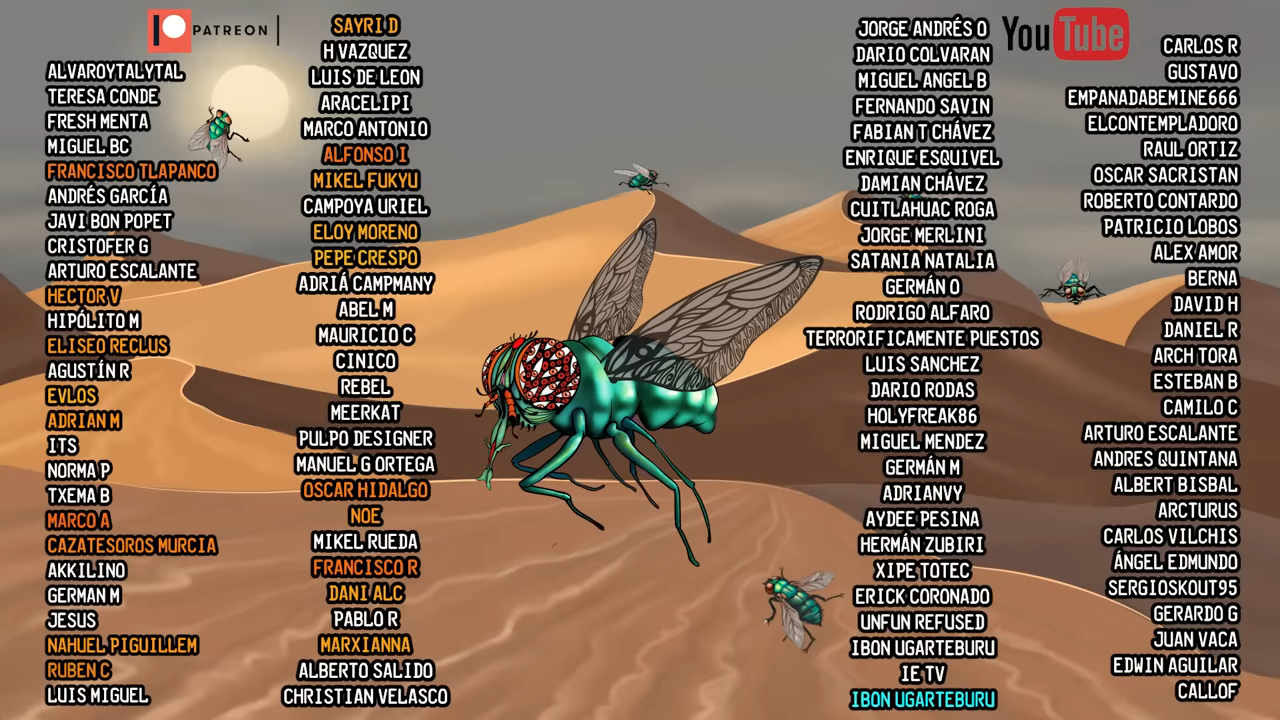 PATREON
ALVAROYTALYTAL
TERESA CONDE
FRESH MENTA
MIGUEL BC
FRANCISCO TLAPANCO
ANDRÉS GARCÍA
JAVI BON POPET
CRISTOFER G
ARTURO ESCALANTE
HECTOR V
HIPÓLITO M
ELISEO RECLUS
AGUSTÍN R
EVLOS
ADRIAN M
ITS
NORMA P
TXEMA B
MARCO A
CAZATESOROS MURCIA
AKKILINO
GERMAN M
JESUS
NAHUEL PIGUILLEM
RUBEN C
LUIS MIGUEL
SAYRI D
H VAZQUEZ
LUIS DE LEON
ARACELIPI
MARCO ANTONIO
ALFONSO I
MIKEL FUKYU
CAMPOYA URIEL
ELOY MORENO
PEPE CRESPO
ADRIÁ CAMPMANY
ABEL M
MAURICIO C
CINICO
REBEL
MEERKAT
PULPO DESIGNER
MANUEL G ORTEGA
OSCAR HIDALGO
NOE
MIKEL RUEDA
FRANCISCO R
DANI ALC
PABLO R
MARXIANNA
ALBERTO SALIDO
CHRISTIAN VELASCO
YouTube
JORGE ANDRÉS O
DARIO COLVARAN
MIGUEL ANGEL B
FERNANDO SAVIN
FABIAN T CHÁVEZ
ENRIQUE ESQUIVEL
DAMIAN CHÁVEZ
CUITLAHUAC ROGA
JORGE MERLINI
SATANIA NATALIA
GERMÁN O
RODRIGO ALFARO
TERRORIFICAMENTE PUESTOS
LUIS SANCHEZ
DARIO RODAS
HOLYFREAK86
MIGUEL MENDEZ
GERMÁN M
ADRIANVY
AYDEE PESINA
HERMÁN ZUBIRI
XIPE TOTEC
ERICK CORONADO
UNFUN REFUSED
IBON UGARTEBURU
IE TV
IBON UGARTEBURU
CARLOS R
GUSTAVO
EMPANADABEMINE666
ELCONTEMPLADORO
RAUL ORTIZ
OSCAR SACRISTAN
ROBERTO CONTARDO
PATRICIO LOBOS
ALEX AMOR
BERNA
DAVID H
DANIEL R
ARCH TORA
ESTEBAN B
CAMILO C
ARTURO ESCALANTE
ANDRES QUINTANA
ALBERT BISBAL
ARCTURUS
CARLOS VILCHIS
ÁNGEL EDMUNDO
SERGIOSKOUT95
GERARDO G
JUAN VACA
EDWIN AGUILAR
CALLOF